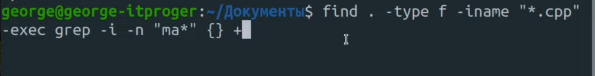 george@george-itproger:~/Документы$ find . -type f -iname "*.cpp"
-exec grep -i -n "ma*" {} +